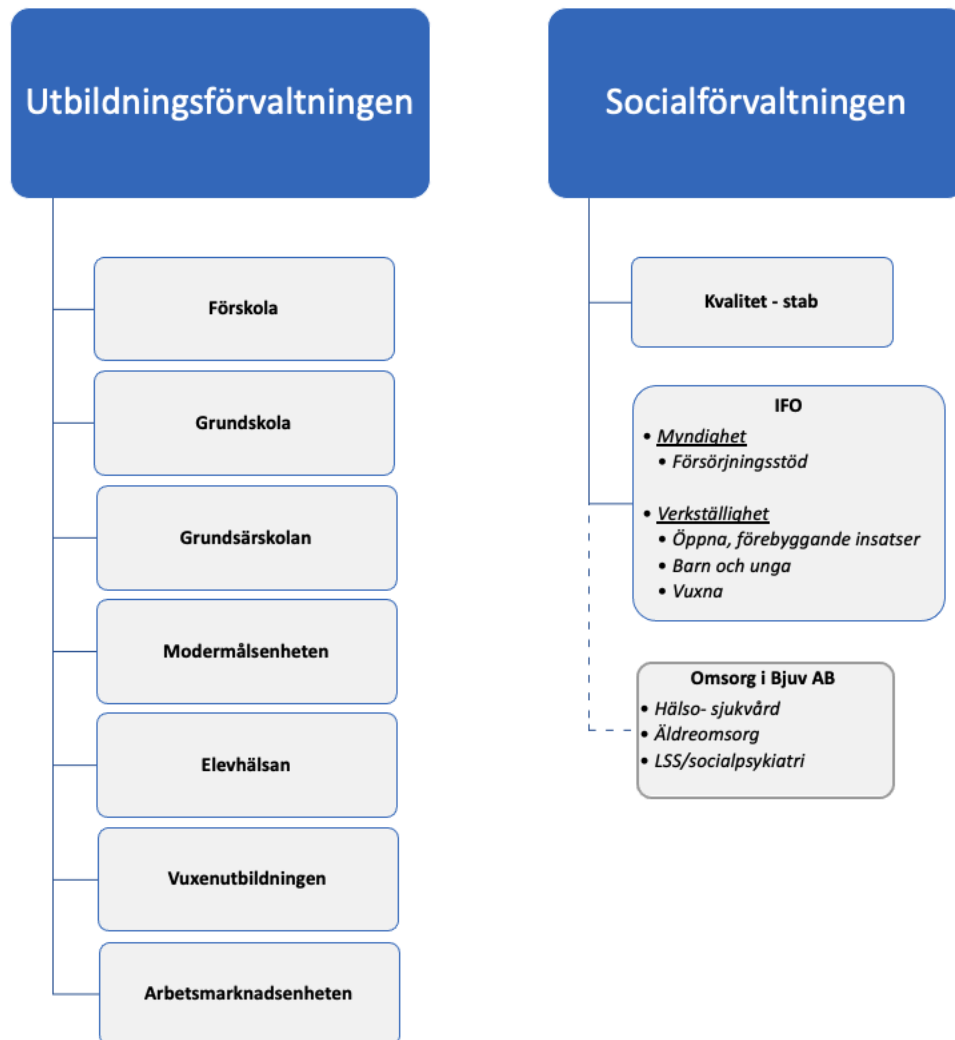 Utbildningsförvaltningen
Förskola
Grundskola
Grundsärskolan
Modermålsenheten
Elevhälsan
Vuxenutbildningen
Arbetsmarknadsenheten
Socialförvaltningen
Kvalitet - stab
IFO
• Myndighet
• Försörjningsstöd
• Verkställighet
• Öppna, förebyggande insatser
• Barn och unga
• Vuxna
Omsorg i Bjuv AB
• Hälso- sjukvård
• Äldreomsorg
• LSS/socialpsykiatri